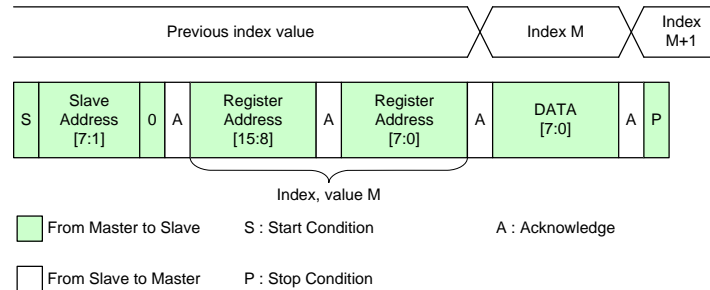 Previous index value
Index M
Index
M+1
S
Slave
Address
[7:1]
0
A
Register
Address
[15:8]
A
Register
Address
[7:0]
A
DATA
[7:0]
A
P
Index, value M
From Master to Slave
S : Start Condition
A : Acknowledge
From Slave to Master
P : Stop Condition